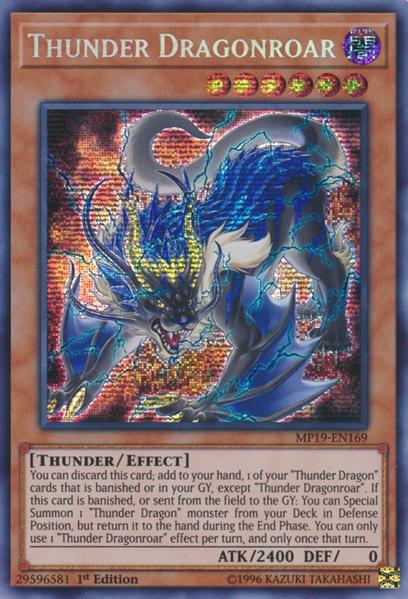 THUNDER DRAGONROAR
MP19-EN169
[THUNDER/EFFECT]
You can discard this card; add to your hand, 1 of your "Thunder Dragon"
cards that is banished or in your GY, except "Thunder Dragonroar". If
this card is banished, or sent from the field to the GY: You can Special
Summon 1 "Thunder Dragon" monster from your Deck in Defense
Position, but return it to the hand during the End Phase. You can only
use 1 "Thunder Dragonroar" effect per turn, and only once that turn.
ATK/2400 DEF/ 0
29596581 1st Edition ©1996 KAZUKI TAKAHASHI